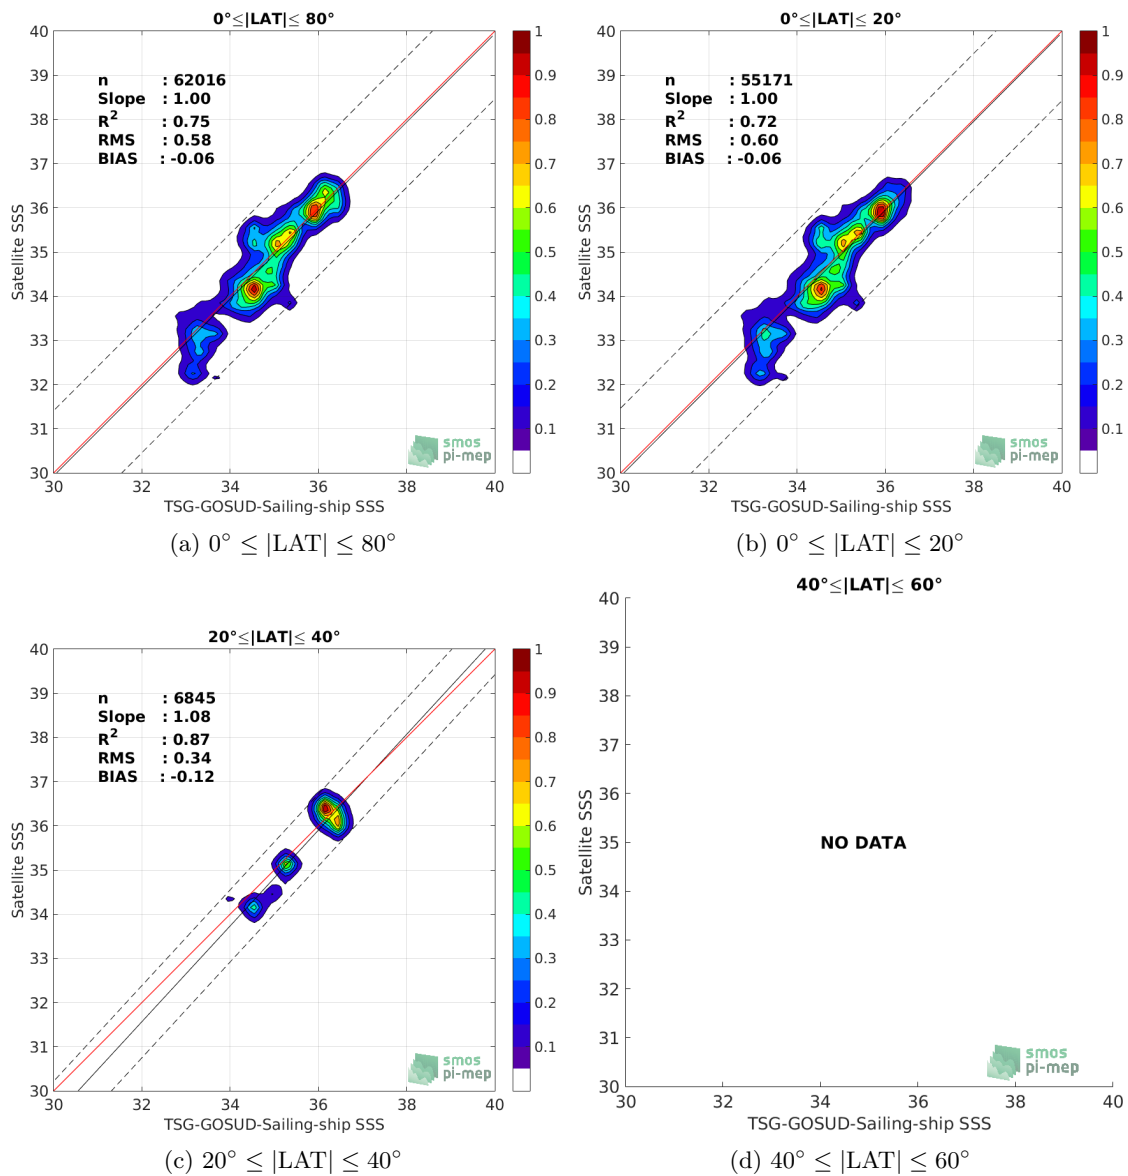 0°≤|LAT|≤ 80°
40
39
38
37
36
35
34
33
32
31
30
Satellite SSS
n : 62016
Slope : 1.00
R2 : 0.75
RMS : 0.58
BIAS : -0.06
1
0.9
0.8
0.7
0.6
0.5
0.4
0.3
0.2
0.1
smos
pi-mep
30 32 34 36 38 40
TSG-GOSUD-Sailing-ship SSS
(a) 0° ≤ |LAT| ≤ 80°
0°≤|LAT|≤ 20°
40
39
38
37
36
35
34
33
32
31
30
Satellite SSS
n : 55171
Slope : 1.00
R2 : 0.72
RMS : 0.60
BIAS : -0.06
1
0.9
0.8
0.7
0.6
0.5
0.4
0.3
0.2
0.1
smos
pi-mep
30 32 34 36 38 40
TSG-GOSUD-Sailing-ship SSS
(b) 0° ≤ |LAT| ≤ 20°
20°≤|LAT|≤ 40°
40
39
38
37
36
35
34
33
32
31
30
Satellite SSS
n : 6845
Slope : 1.08
R2 : 0.87
RMS : 0.34
BIAS : -0.12
1
0.9
0.8
0.7
0.6
0.5
0.4
0.3
0.2
0.1
smos
pi-mep
30 32 34 36 38 40
TSG-GOSUD-Sailing-ship SSS
(c) 20° ≤ |LAT| ≤ 40°
40°≤|LAT|≤ 60°
40
39
38
37
36
35
34
33
32
31
30
Satellite SSS
NO DATA
smos
pi-mep
30 32 34 36 38 40
TSG-GOSUD-Sailing-ship SSS
(d) 40° ≤ |LAT| ≤ 60°